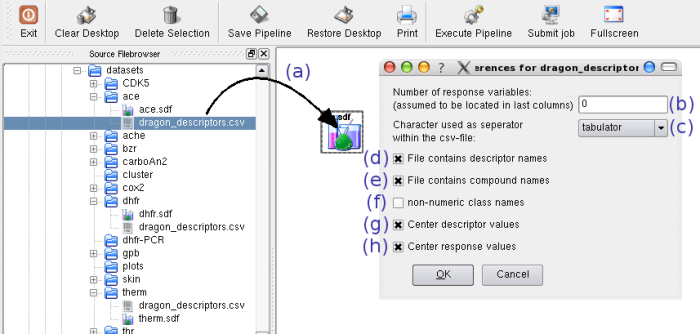 Exit
Clear Desktop
Delete Selection
Save Pipeline
Restore Desktop
Print
Execute Pipeline
Submit job
Fullscreen
Source Filebrowser
datasets
CDK5
ace
ace.sdf
dragon_descriptors.csv
ache
bzr
carboAn2
cluster
cox2
dhfr
dhfr.sdf
dragon_descriptors.csv
dhfr-PCR
gpb
plots
skin
therm
dragon_descriptors.csv
therm.sdf
thr
(a)
.sdf
? erences for dragon_descriptor
Number of response variables:
(assumed to be located in last columns) 0 (b)
Character used as seperator
within the csv-file: tabulator (c)
(d) File contains descriptor names
(e) File contains compound names
(f) non-numeric class names
(g) Center descriptor values
(h) Center response values
OK Cancel